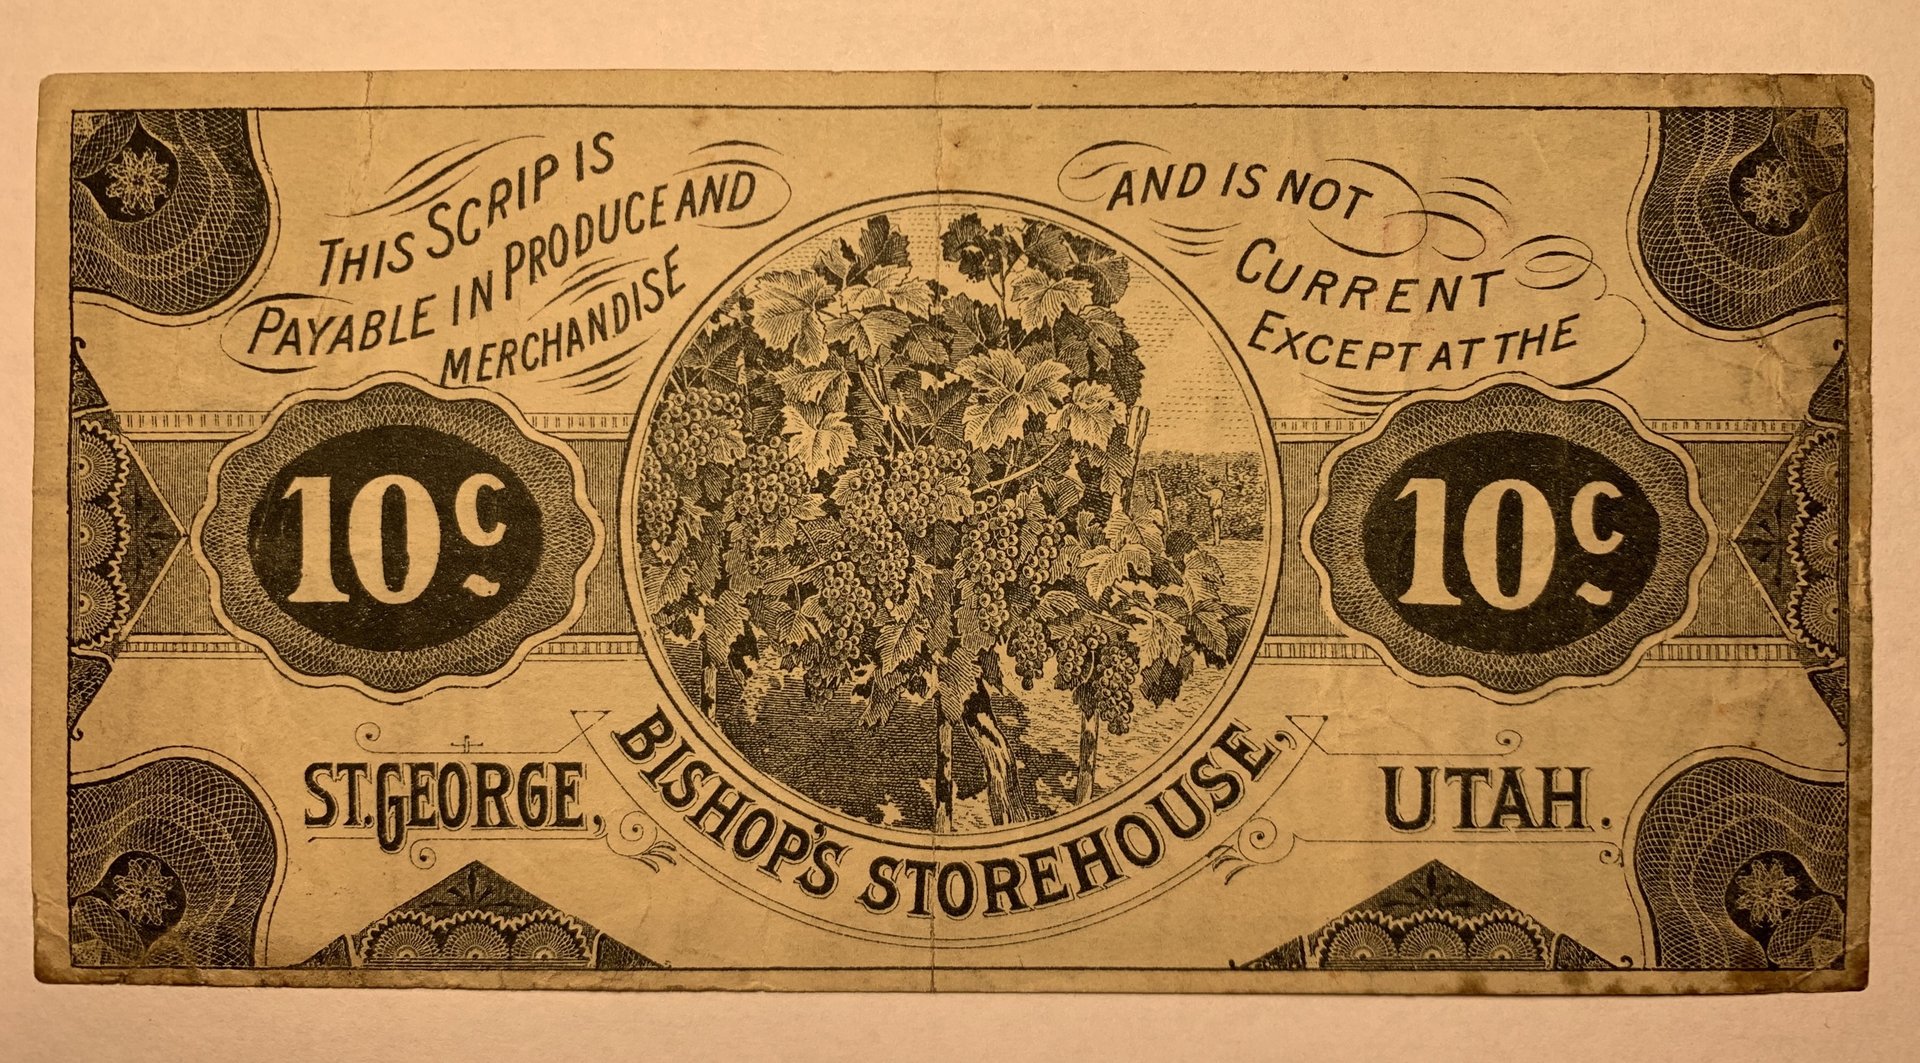 THIS SCRIP IS
PAYABLE IN PRODUCE AND
MERCHANDISE
AND IS NOT
CURRENT
EXCEPT AT THE
10c
10c
ST. GEORGE,
BISHOP'S STOREHOUSE,
UTAH.